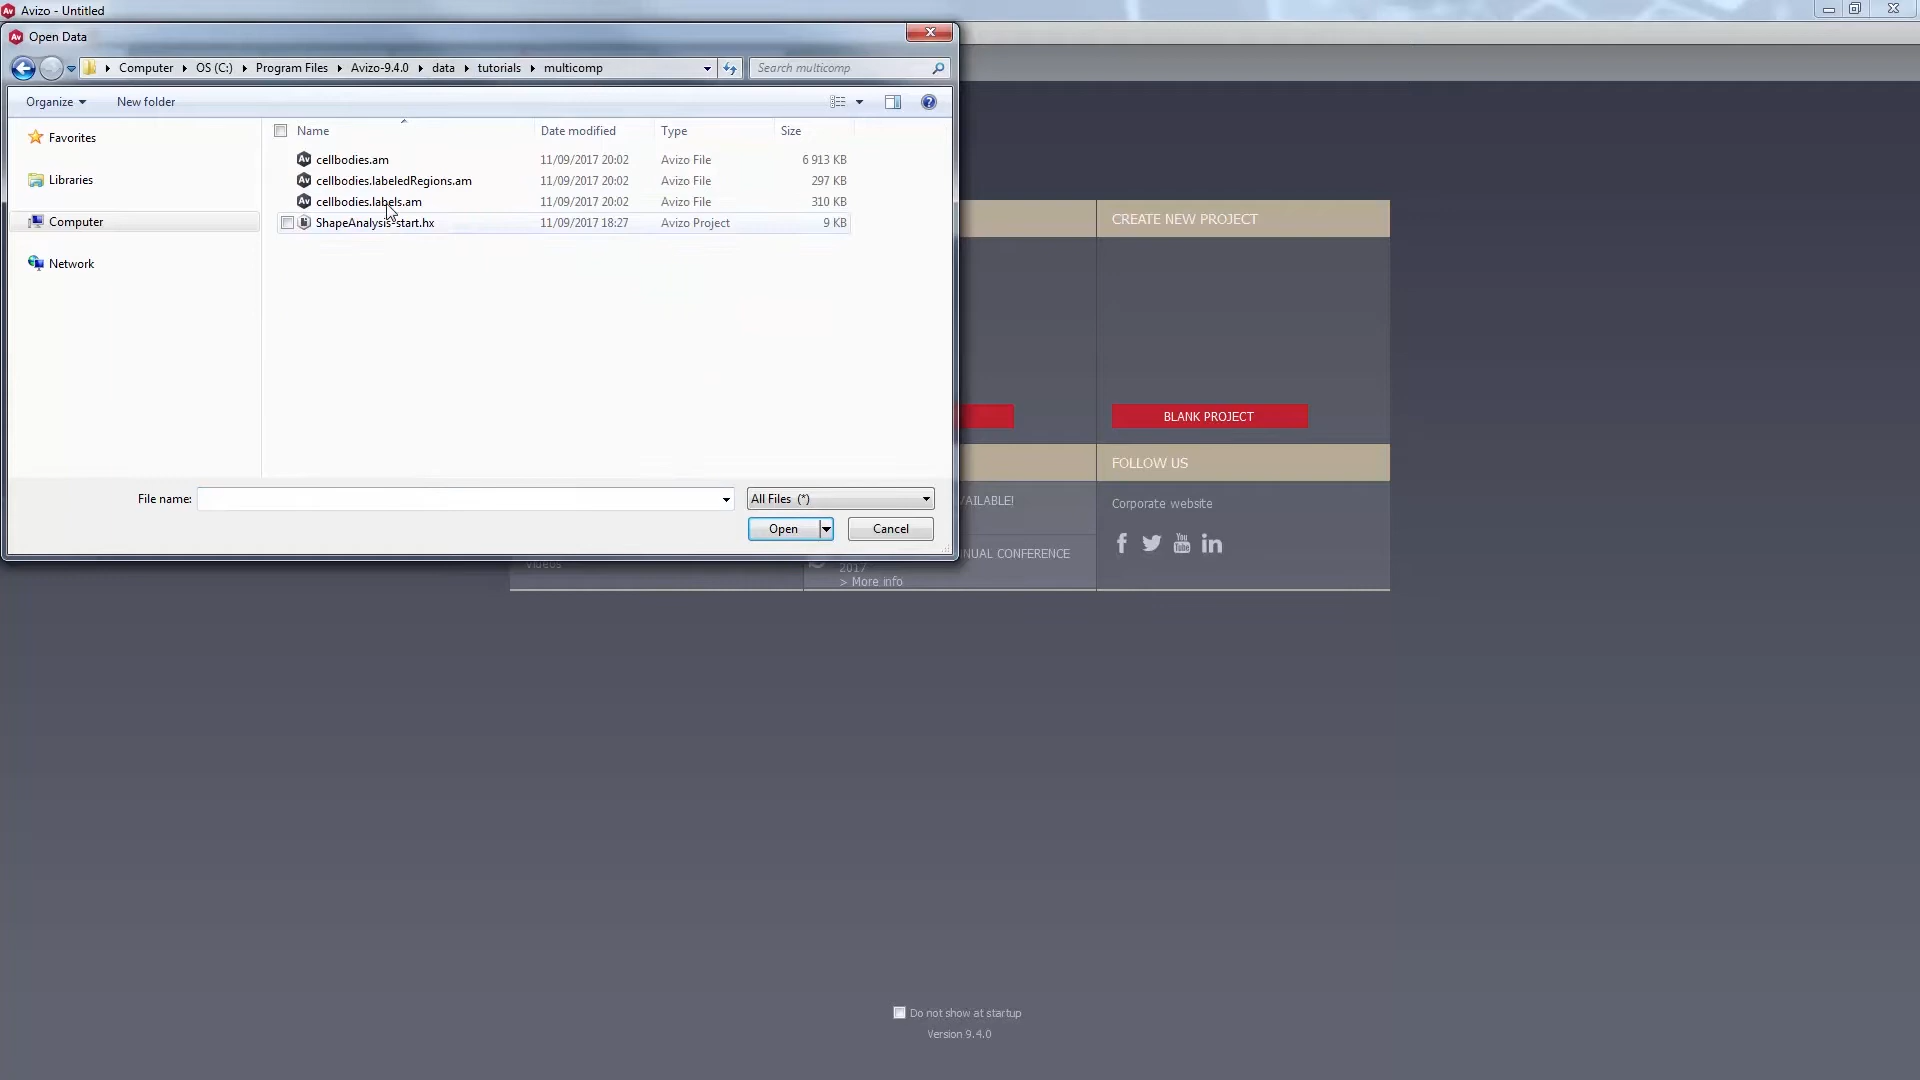 Avizo - Untitled
Open Data
Computer OS (C:) Program Files Avizo-9.4.0 data tutorials multicomp Search multicomp
Organize New folder
Name Date modified Type Size
Favorites
Libraries
Computer
Network
cellbodies.am 11/09/2017 20:02 Avizo File 6 913 KB
cellbodies.labeledRegions.am 11/09/2017 20:02 Avizo File 297 KB
cellbodies.labels.am 11/09/2017 20:02 Avizo File 310 KB
ShapeAnalysis-start.hx 11/09/2017 18:27 Avizo Project 9 KB
File name: All Files (*)
Open Cancel
CREATE NEW PROJECT
BLANK PROJECT
FOLLOW US
Corporate website
AILABLE!
NUAL CONFERENCE
2017
> More info
Videos
Do not show at startup
Version 9.4.0